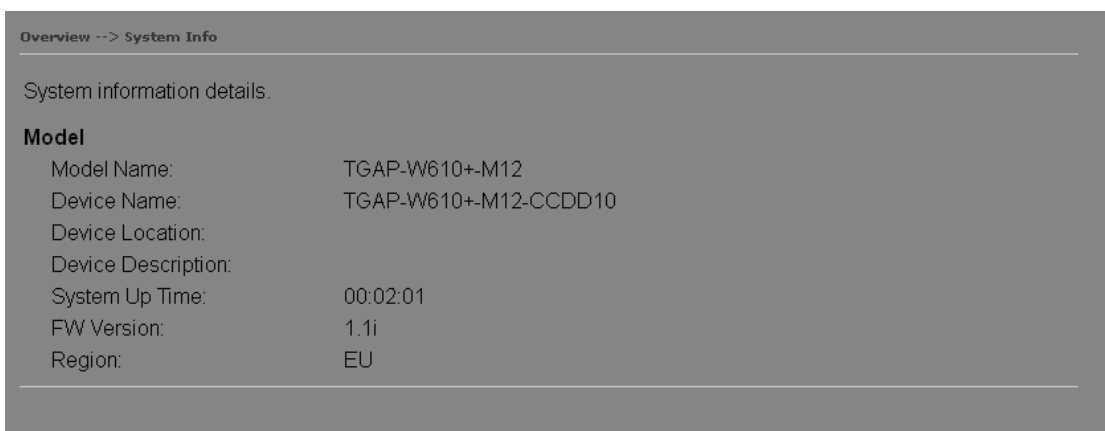 Overview --> System Info
System information details.
Model
Model Name: TGAP-W610+-M12
Device Name: TGAP-W610+-M12-CCDD10
Device Location:
Device Description:
System Up Time: 00:02:01
FW Version: 1.1i
Region: EU